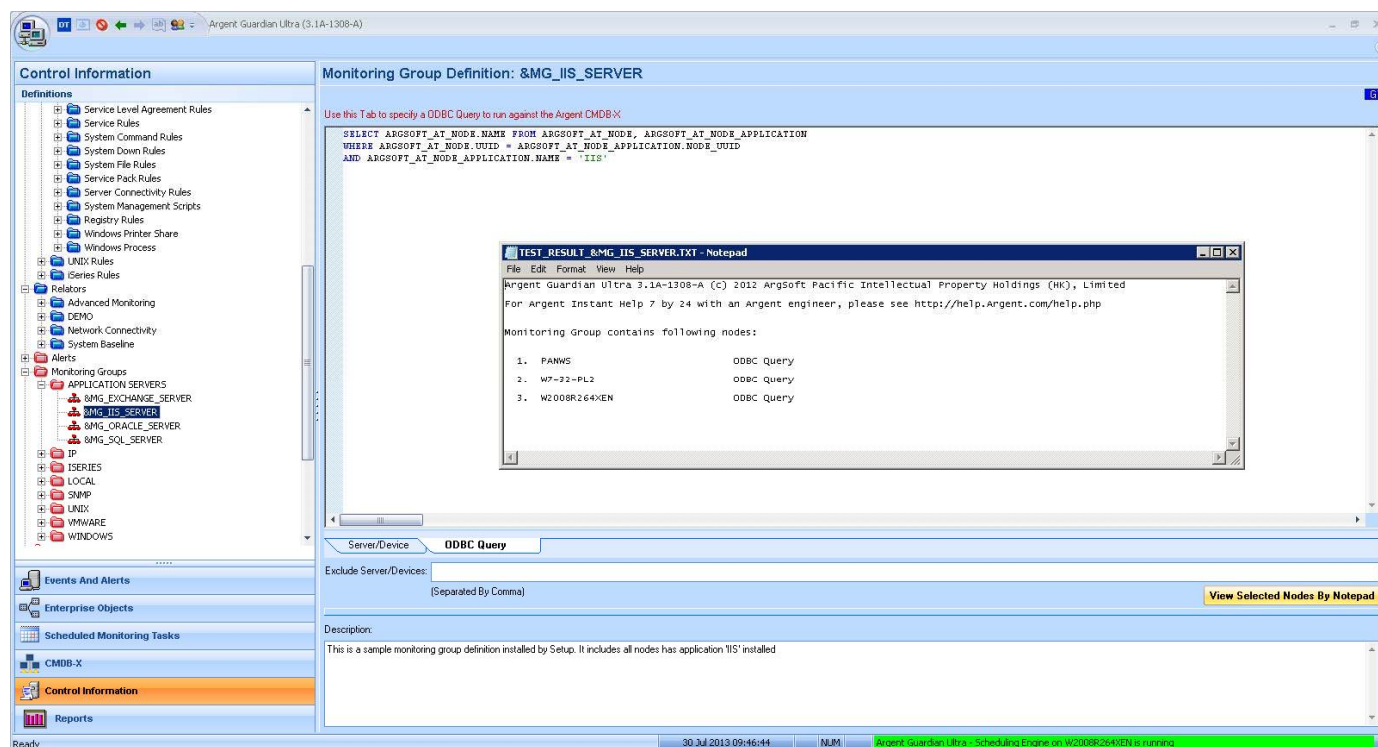 DT
Argent Guardian Ultra (3.1A-1308-A)
Control Information
Definitions
Service Level Agreement Rules
Service Rules
System Command Rules
System Down Rules
System File Rules
Service Pack Rules
Server Connectivity Rules
System Management Scripts
Registry Rules
Windows Printer Share
Windows Process
UNIX Rules
iSeries Rules
Relators
Advanced Monitoring
DEMO
Network Connectivity
System Baseline
Alerts
Monitoring Groups
APPLICATION SERVERS
&MG_EXCHANGE_SERVER
&MG_IIS_SERVER
&MG_ORACLE_SERVER
&MG_SQL_SERVER
IP
ISERIES
LOCAL
SNMP
UNIX
VMWARE
WINDOWS
Events And Alerts
Enterprise Objects
Scheduled Monitoring Tasks
CMDB-X
Control Information
Reports
Monitoring Group Definition: &MG_IIS_SERVER
G
Use this Tab to specify a ODBC Query to run against the Argent CMDB-X
SELECT ARGSOFT_AT_NODE.NAME FROM ARGSOFT_AT_NODE, ARGSOFT_AT_NODE_APPLICATION
WHERE ARGSOFT_AT_NODE.UUID = ARGSOFT_AT_NODE_APPLICATION.NODE_UUID
AND ARGSOFT_AT_NODE_APPLICATION.NAME = 'IIS'
TEST_RESULT_&MG_IIS_SERVER.TXT - Notepad
File Edit Format View Help
Argent Guardian Ultra 3.1A-1308-A (c) 2012 ArgSoft Pacific Intellectual Property Holdings (HK), Limited
For Argent Instant Help 7 by 24 with an Argent engineer, please see http://help.Argent.com/help.php
Monitoring Group contains following nodes:
1. PANWS ODBC Query
2. W7-32-PL2 ODBC Query
3. W2008R264XEN ODBC Query
Server/Device ODBC Query
Exclude Server/Devices:
(Separated By Comma)
View Selected Nodes By Notepad
Description:
This is a sample monitoring group definition installed by Setup. It includes all nodes has application 'IIS' installed
Ready
30 Jul 2013 09:46:44 NUM Argent Guardian Ultra - Scheduling Engine on W2008R264XEN is running